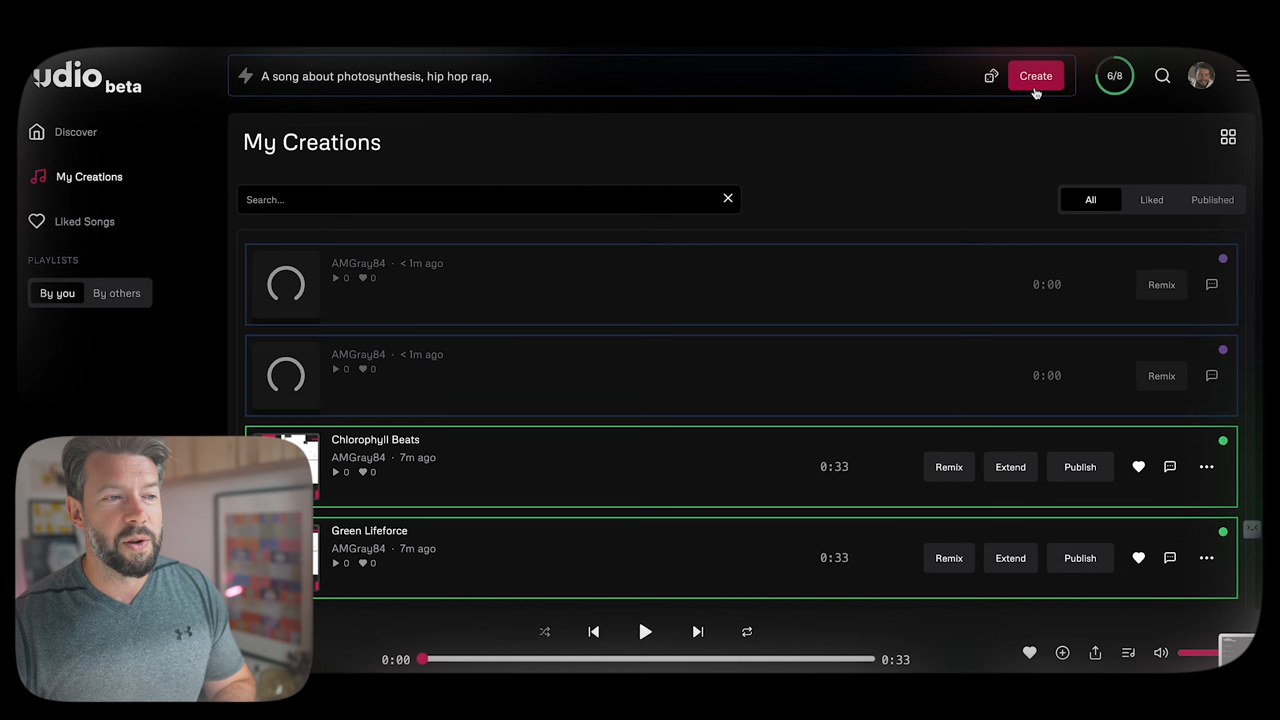 udio beta
A song about photosynthesis, hip hop rap,
Create
6/8
Discover
My Creations
Liked Songs
PLAYLISTS
By you
By others
My Creations
Search...
All
Liked
Published
AMGray84 · < 1m ago
0 0
0:00
Remix
AMGray84 · < 1m ago
0 0
0:00
Remix
Chlorophyll Beats
AMGray84 · 7m ago
0 0
0:33
Remix
Extend
Publish
Green Lifeforce
AMGray84 · 7m ago
0 0
0:33
Remix
Extend
Publish
0:00
0:33